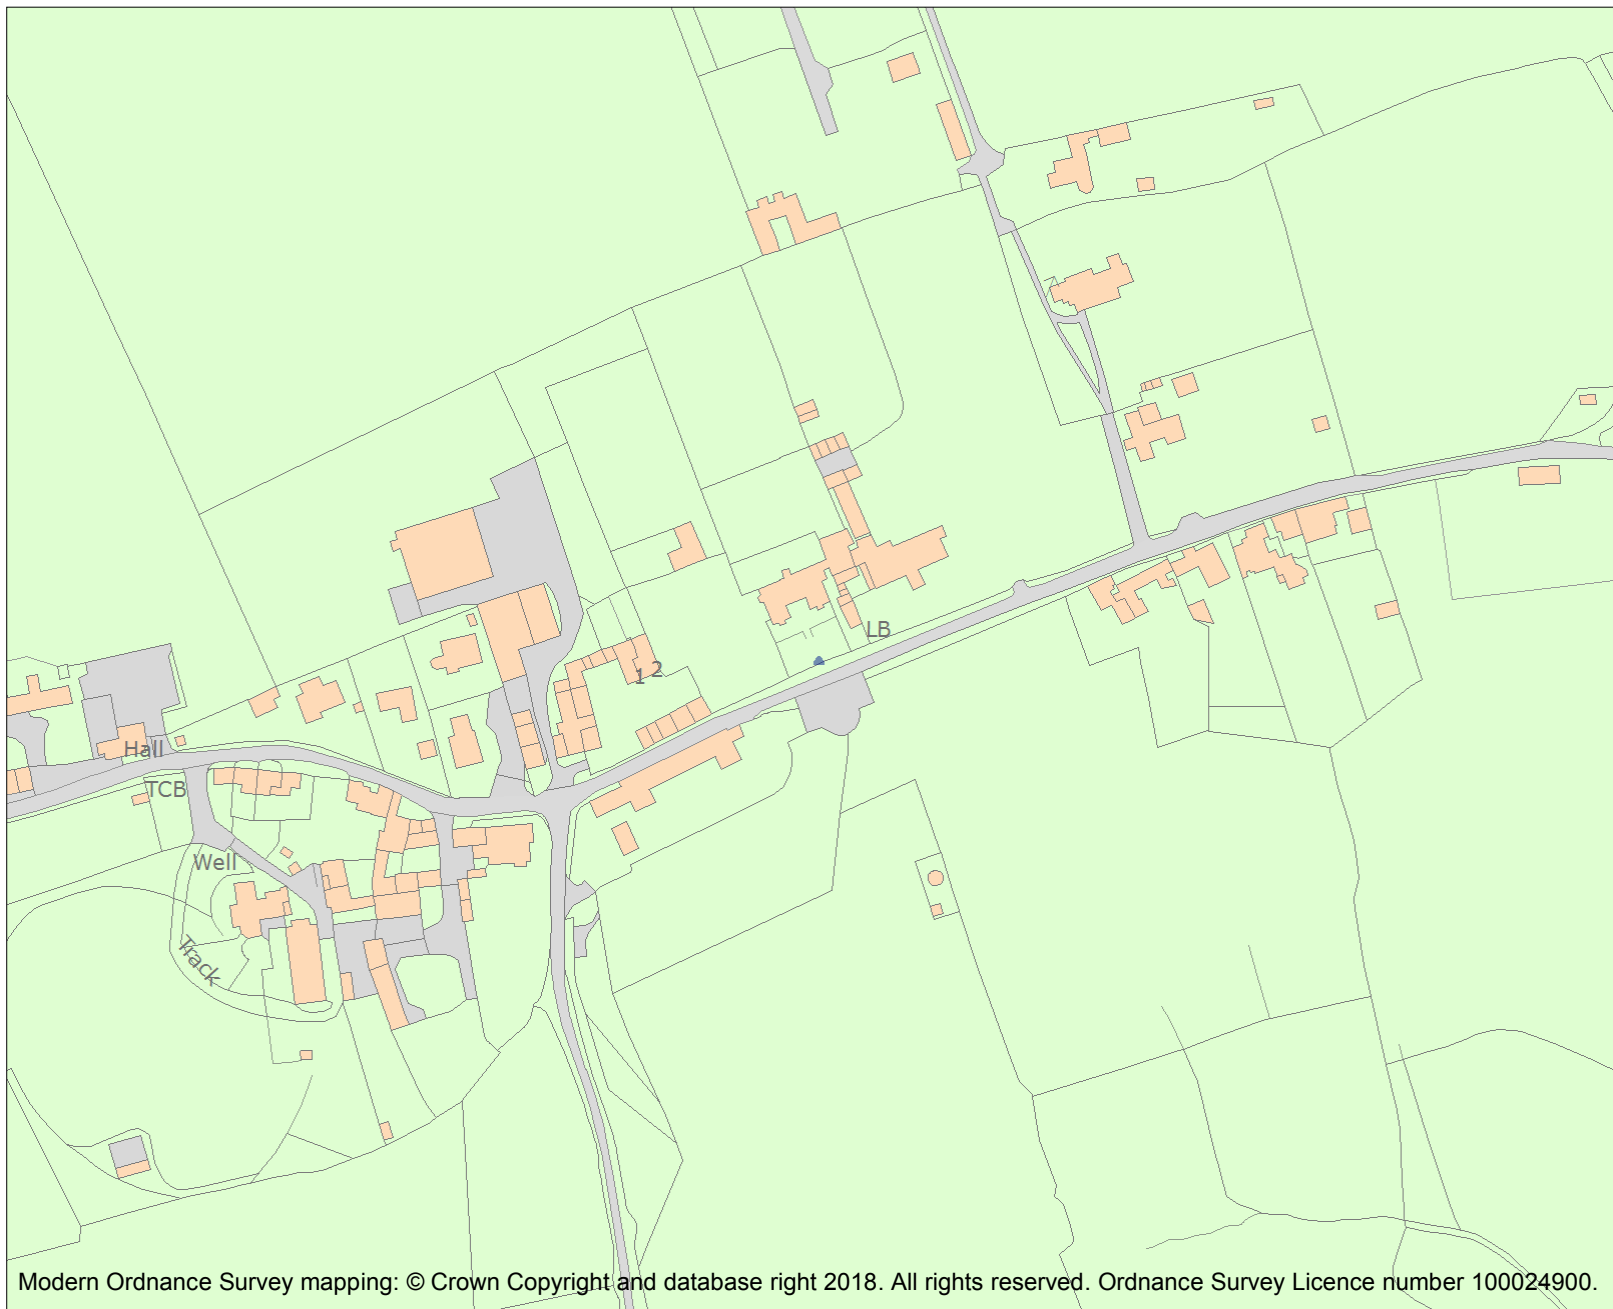 LB
1 2
Hall
TCB
Well
Track
Modern Ordnance Survey mapping: © Crown Copyright and database right 2018. All rights reserved. Ordnance Survey Licence number 100024900.